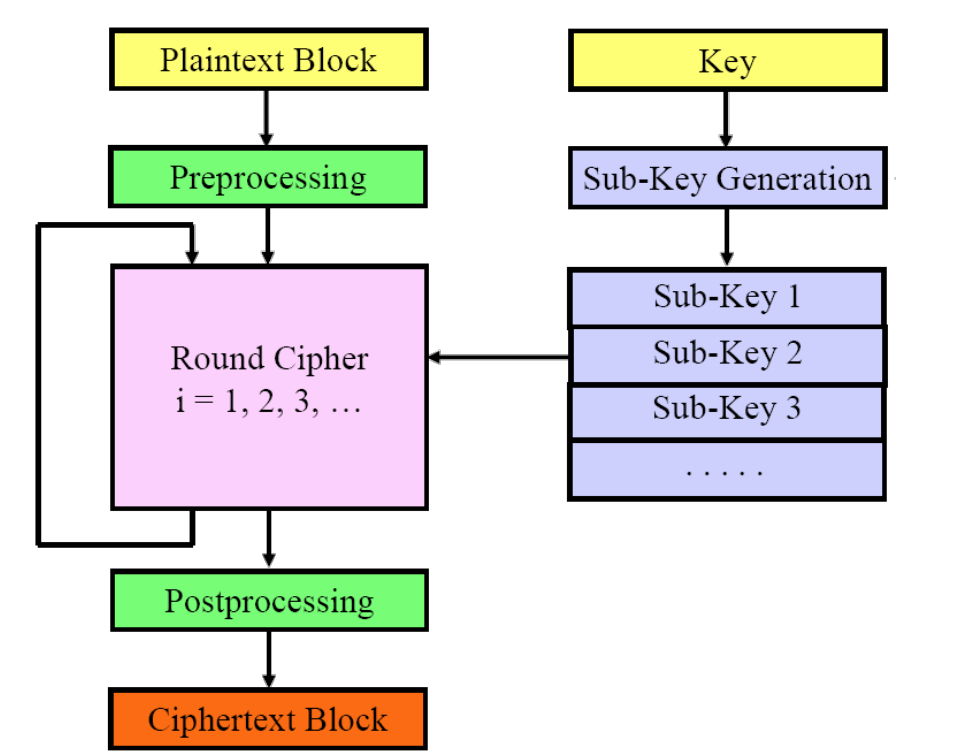 Plaintext Block
Key
Preprocessing
Sub-Key Generation
Round Cipher
i = 1, 2, 3, …
Sub-Key 1
Sub-Key 2
Sub-Key 3
. . . . .
Postprocessing
Ciphertext Block